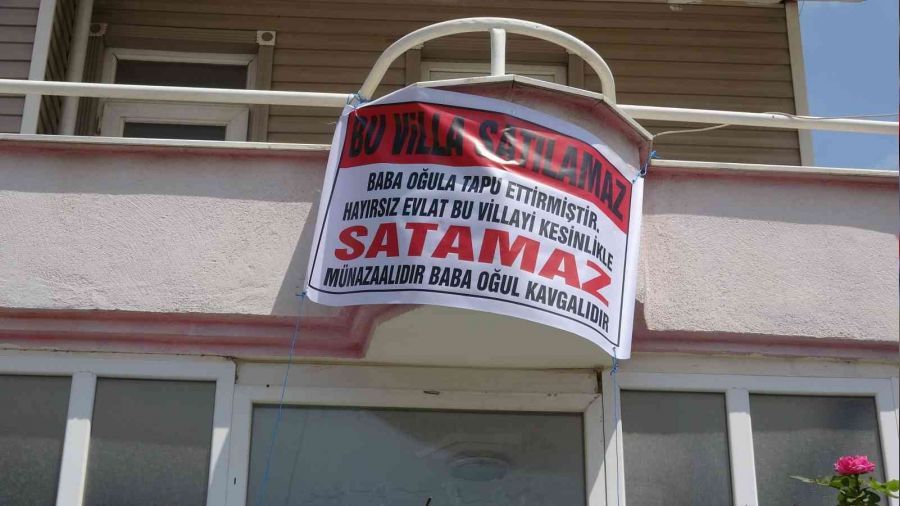 BU VİLLA SATILAMAZ
BABA OĞULA TAPU ETTİRMİŞTİR.
HAYIRSIZ EVLAT BU VİLLAYİ KESİNLİKLE
SATAMAZ
MÜNAZAALIDIR BABA OĞUL KAVGALIDIR